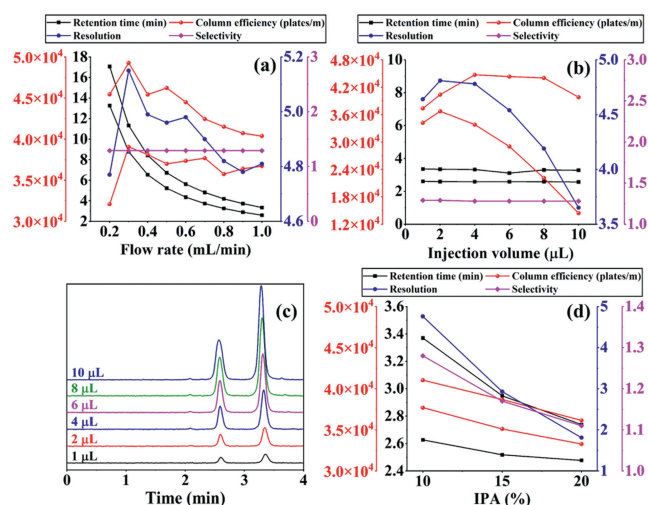 Retention time (min) Column efficiency (plates/m)
Resolution Selectivity
(a)
5.0×10⁴
4.5×10⁴
4.0×10⁴
3.5×10⁴
3.0×10⁴
18
16
14
12
10
8
6
4
2
5.2
5.0
4.8
4.6
3
2
1
0
0.2 0.4 0.6 0.8 1.0
Flow rate (mL/min)
Retention time (min) Column efficiency (plates/m)
Resolution Selectivity
(b)
4.8×10⁴
4.2×10⁴
3.6×10⁴
3.0×10⁴
2.4×10⁴
1.8×10⁴
1.2×10⁴
10
8
6
4
2
0
5.0
4.5
4.0
3.5
3.0
2.5
2.0
1.5
1.0
0 2 4 6 8 10
Injection volume (μL)
(c)
10 μL
8 μL
6 μL
4 μL
2 μL
1 μL
0 1 2 3 4
Time (min)
Retention time (min) Column efficiency (plates/m)
Resolution Selectivity
(d)
5.0×10⁴
4.5×10⁴
4.0×10⁴
3.5×10⁴
3.0×10⁴
3.6
3.4
3.2
3.0
2.8
2.6
2.4
5
4
3
2
1
1.4
1.3
1.2
1.1
1.0
10 15 20
IPA (%)